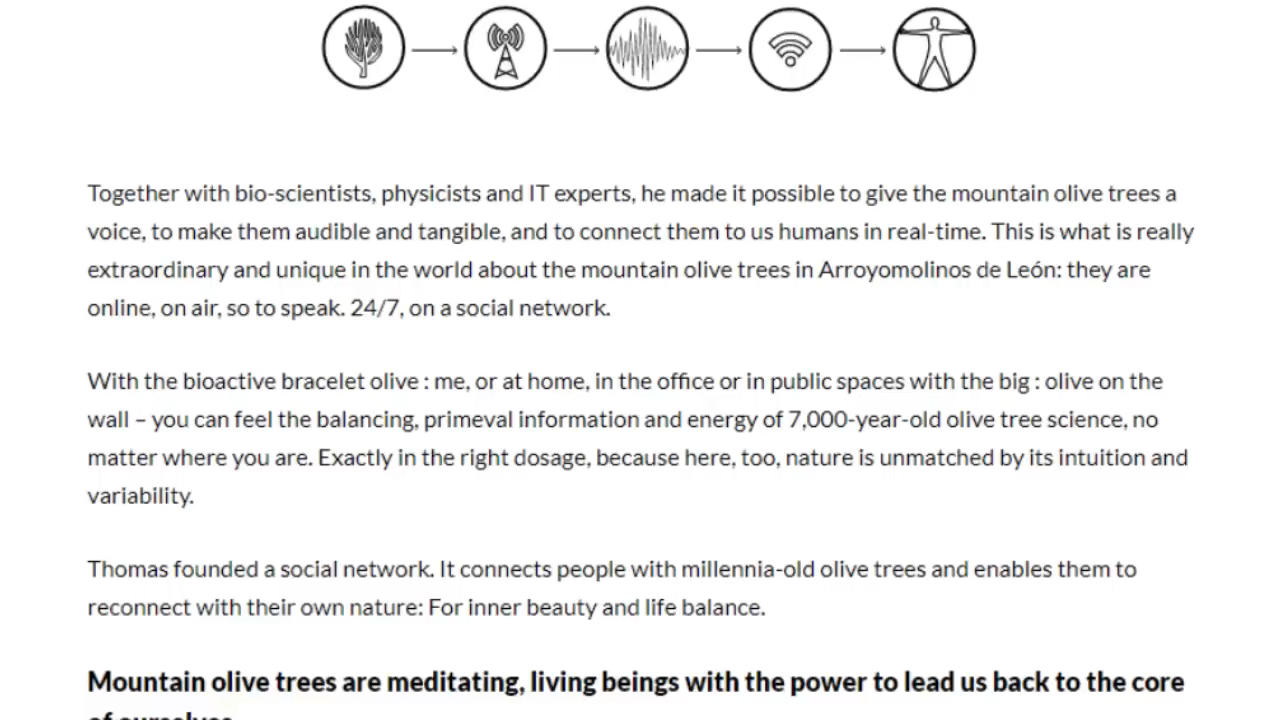 Together with bio-scientists, physicists and IT experts, he made it possible to give the mountain olive trees a
voice, to make them audible and tangible, and to connect them to us humans in real-time. This is what is really
extraordinary and unique in the world about the mountain olive trees in Arroyomolinos de León: they are
online, on air, so to speak. 24/7, on a social network.
With the bioactive bracelet olive : me, or at home, in the office or in public spaces with the big : olive on the
wall – you can feel the balancing, primeval information and energy of 7,000-year-old olive tree science, no
matter where you are. Exactly in the right dosage, because here, too, nature is unmatched by its intuition and
variability.
Thomas founded a social network. It connects people with millennia-old olive trees and enables them to
reconnect with their own nature: For inner beauty and life balance.
Mountain olive trees are meditating, living beings with the power to lead us back to the core
of ourselves